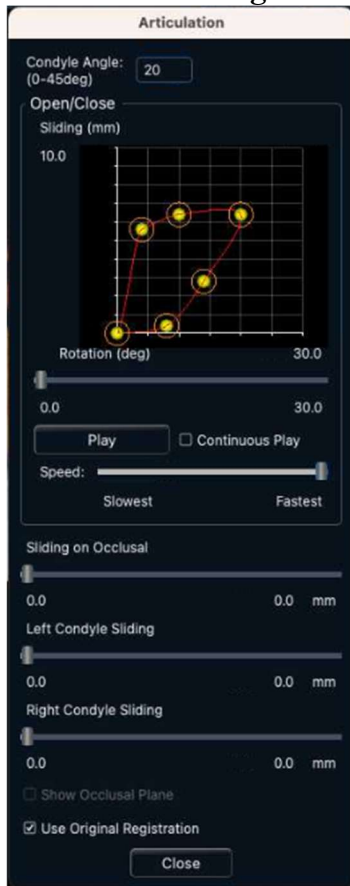 Articulation
Condyle Angle:
(0-45deg)
20
Open/Close
Sliding (mm)
10.0
Rotation (deg) 30.0
0.0 30.0
Play Continuous Play
Speed:
Slowest Fastest
Sliding on Occlusal
0.0 0.0 mm
Left Condyle Sliding
0.0 0.0 mm
Right Condyle Sliding
0.0 0.0 mm
Show Occlusal Plane
Use Original Registration
Close